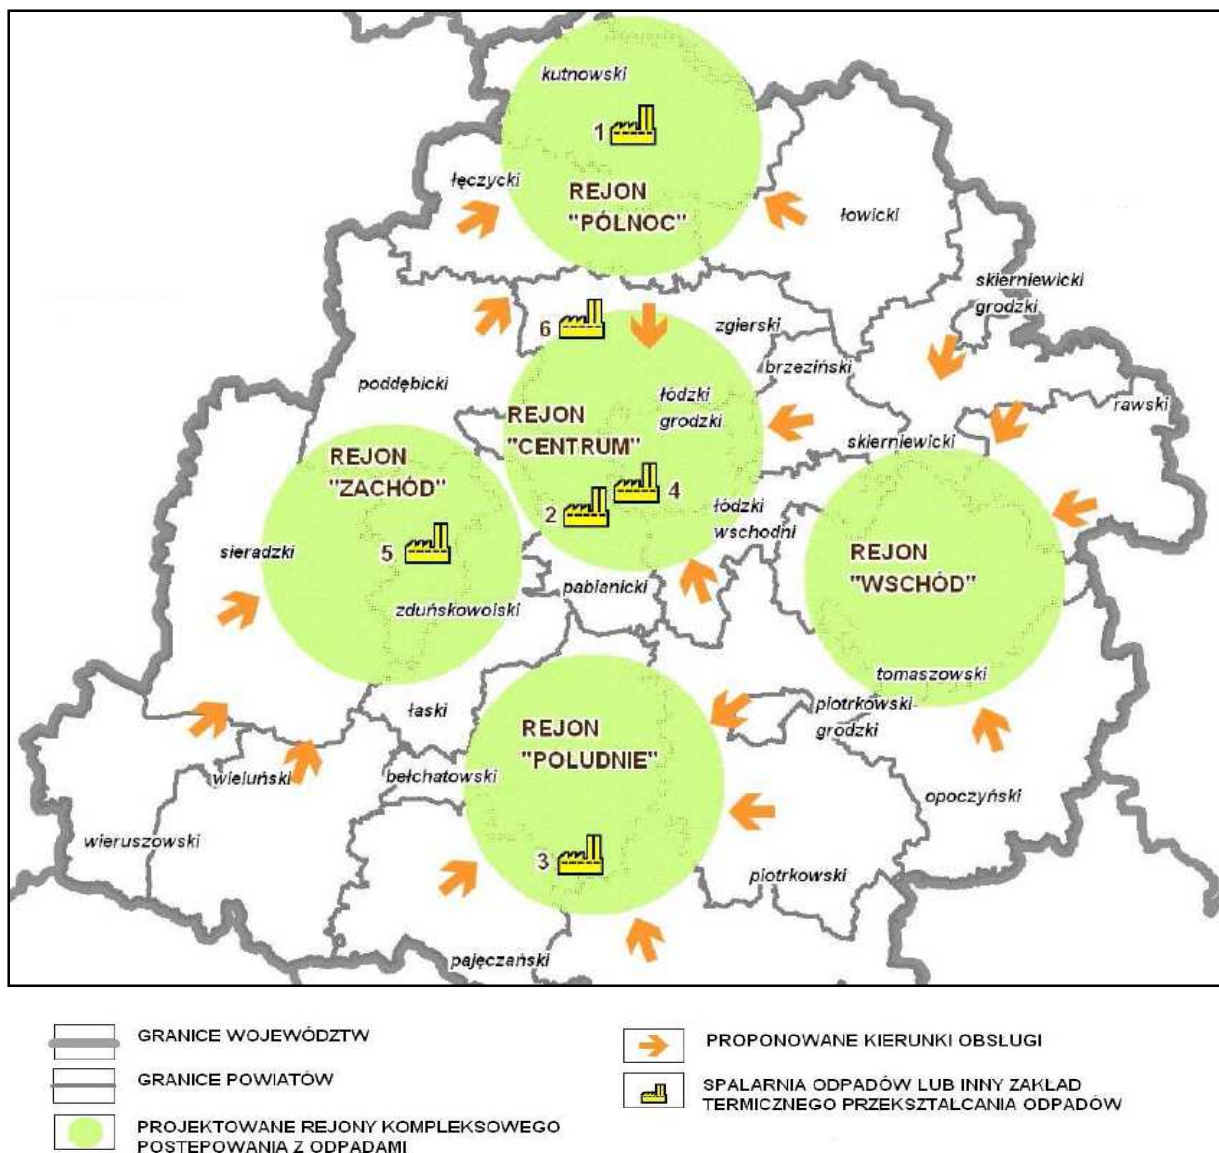 kutnowski
1
łęczycki
REJON
"PÓLNOC"
łowicki
skierniewicki
grodzki
6
zgierski
brzeziński
poddębicki
łódzki
grodzki
rawski
REJON
"CENTRUM"
skierniewicki
REJON
"ZACHÓD"
4
2
łódzki
wschodni
sieradzki
5
REJON
"WSCHÓD"
pabianicki
zduńskowolski
tomaszowski
łaski
piotrkowski
grodzki
REJON
"POLUDNIE"
wieluński
bełchatowski
opoczyński
wieruszowski
3
piotrkowski
pajęczański
GRANICE WOJEWÓDZTW
GRANICE POWIATÓW
PROJEKTOWANE REJONY KOMPLEKSOWEGO
POSTEPOWANIA Z ODPADAMI
PROPONOWANE KIERUNKI OBSLUGI
SPALARNIA ODPADÓW LUB INNY ZAKŁAD
TERMICZNEGO PRZEKSZTAŁCANIA ODPADÓW